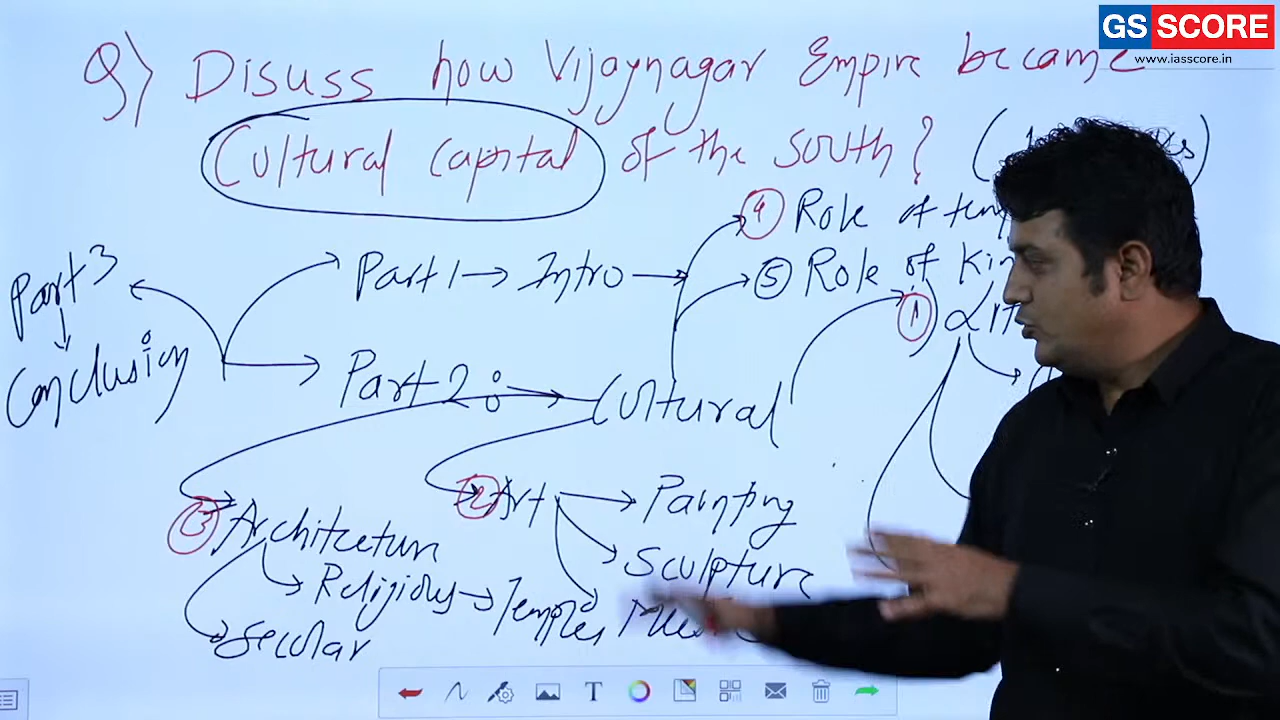 GS SCORE
www.iasscore.in
Q) Disuss how Vijaynagar Empire became
Cultural capital of the south?
④ Role of
⑤ Role of
Part 3
Part 1 → Intro
①
Conclusion
Part 2 : Cultural
③ Architecture
② Art
Painting
Sculpture
Religious → Temples
Secular
T